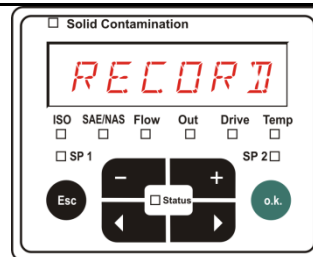 Solid Contamination
RECORD
ISO SAE/NAS Flow Out Drive Temp
SP 1 SP 2
- +
Esc Status o.k.